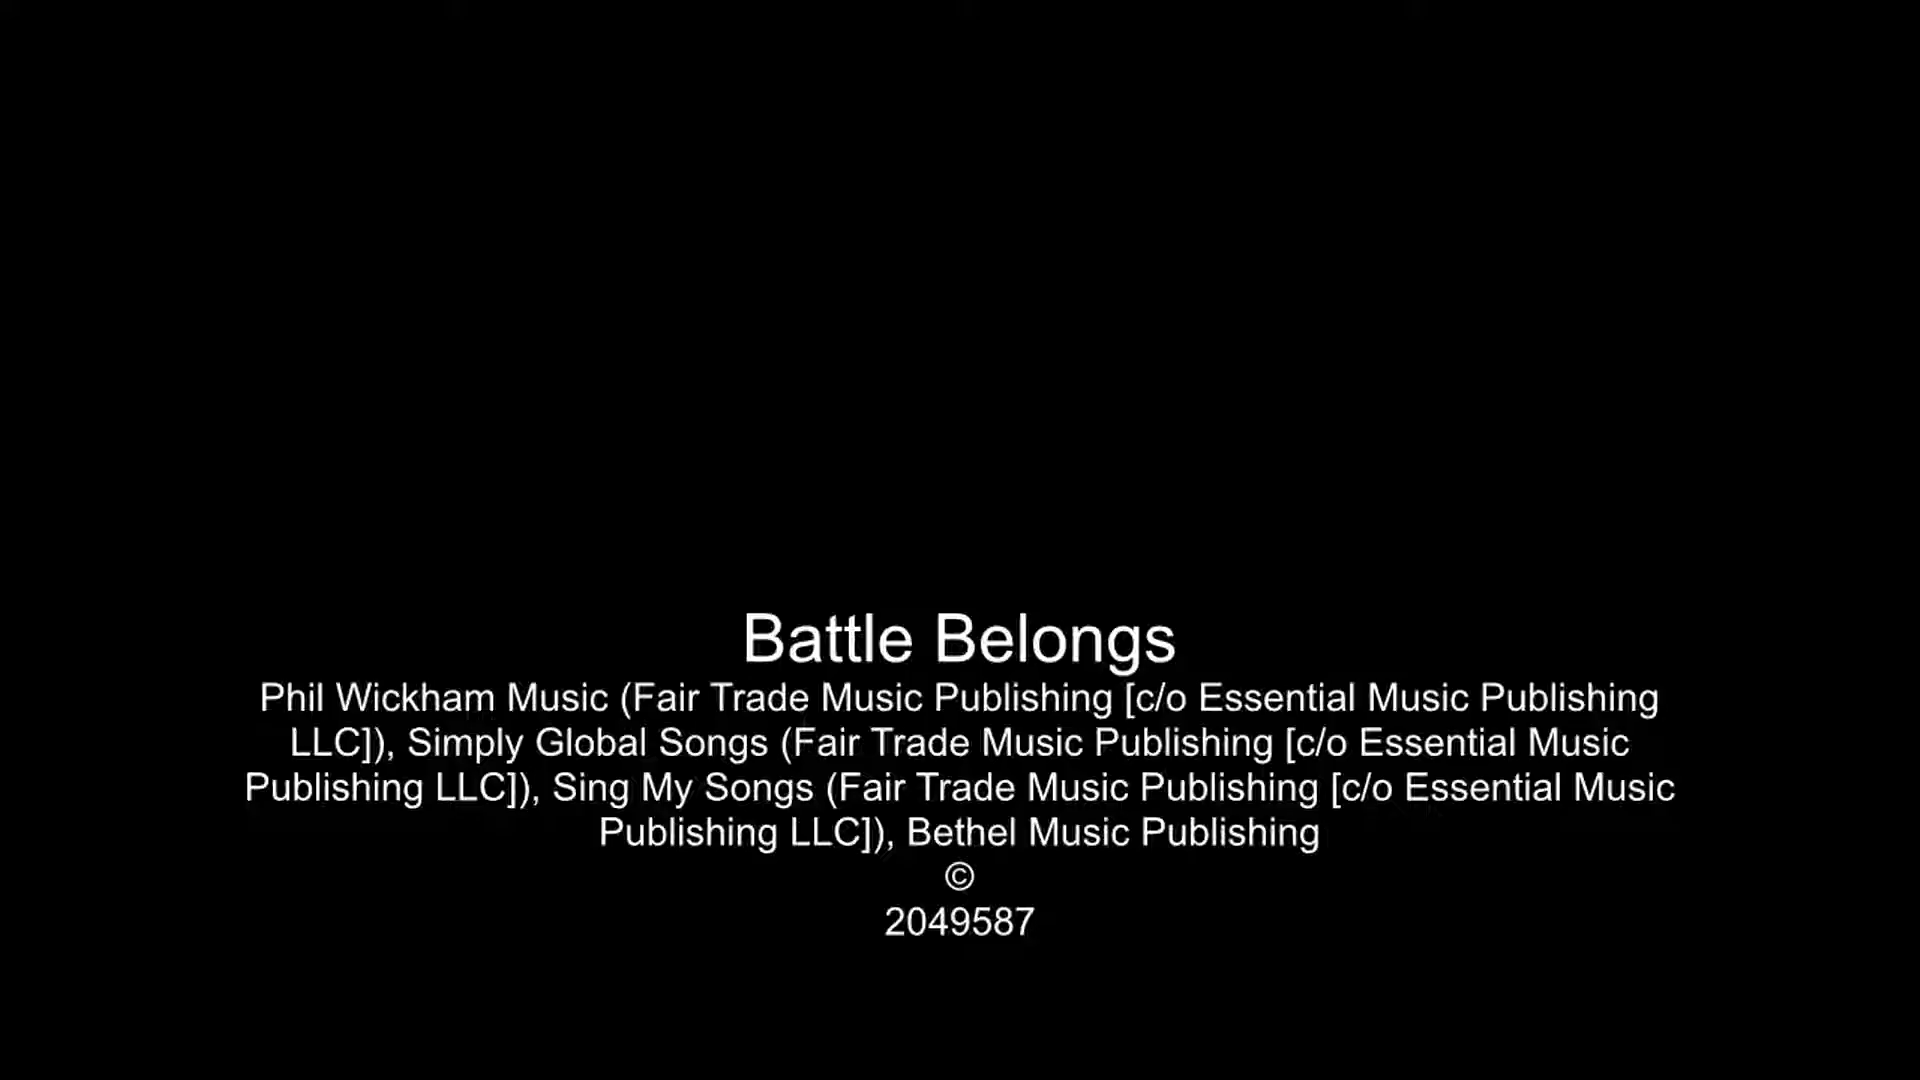 Battle Belongs
Phil Wickham Music (Fair Trade Music Publishing [c/o Essential Music Publishing
LLC]), Simply Global Songs (Fair Trade Music Publishing [c/o Essential Music
Publishing LLC]), Sing My Songs (Fair Trade Music Publishing [c/o Essential Music
Publishing LLC]), Bethel Music Publishing
©
2049587